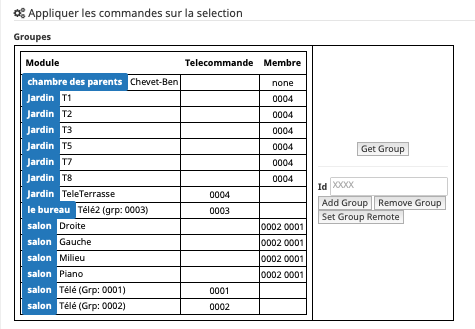 Appliquer les commandes sur la selection
Groupes
Module Telecommande Membre
chambre des parents Chevet-Ben none
Jardin T1 0004
Jardin T2 0004
Jardin T3 0004
Jardin T5 0004
Jardin T7 0004
Jardin T8 0004
Jardin TeleTerrasse 0004
le bureau Télé2 (grp: 0003) 0003
salon Droite 0002 0001
salon Gauche 0002 0001
salon Milieu 0002 0001
salon Piano 0002 0001
salon Télé (Grp: 0001) 0001
salon Télé (Grp: 0002) 0002
Get Group
Id XXXX
Add Group Remove Group
Set Group Remote